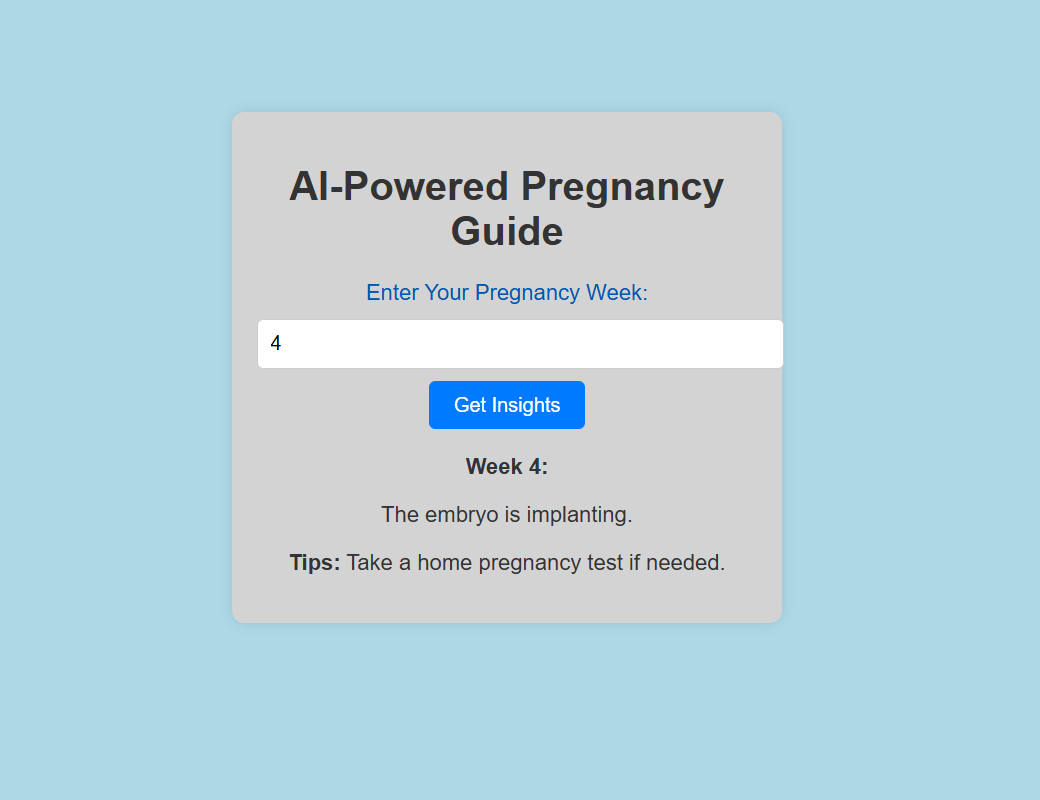 AI-Powered Pregnancy
Guide
Enter Your Pregnancy Week:
4
Get Insights
Week 4:
The embryo is implanting.
Tips: Take a home pregnancy test if needed.